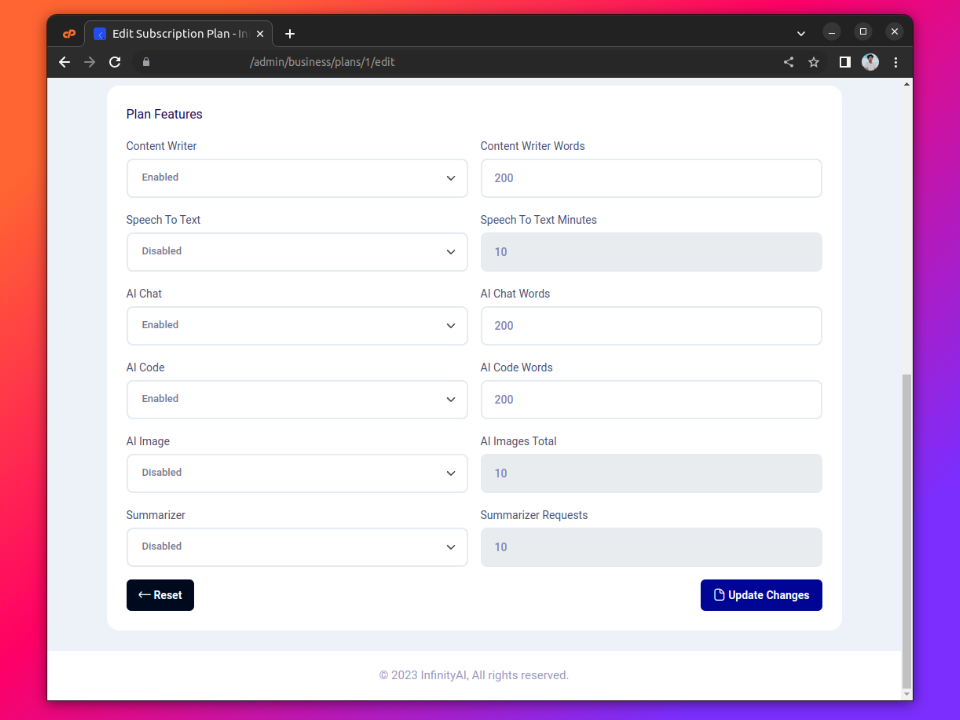 Edit Subscription Plan - In
/admin/business/plans/1/edit
Plan Features
Content Writer
Content Writer Words
Enabled
200
Speech To Text
Speech To Text Minutes
Disabled
10
AI Chat
AI Chat Words
Enabled
200
AI Code
AI Code Words
Enabled
200
AI Image
AI Images Total
Disabled
10
Summarizer
Summarizer Requests
Disabled
10
Reset
Update Changes
© 2023 InfinityAI, All rights reserved.